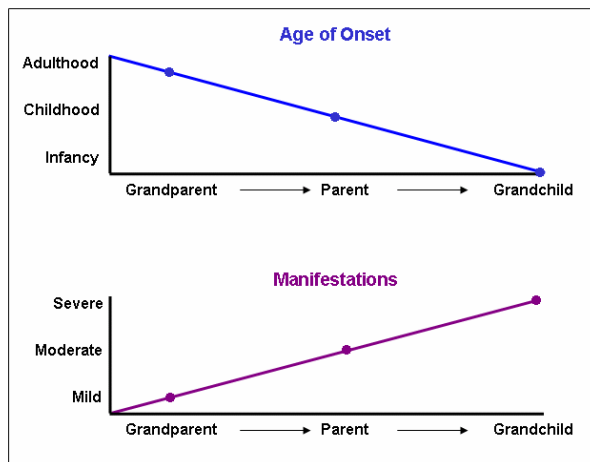 Age of Onset
Adulthood
Childhood
Infancy
Grandparent Parent Grandchild
Manifestations
Severe
Moderate
Mild
Grandparent Parent Grandchild